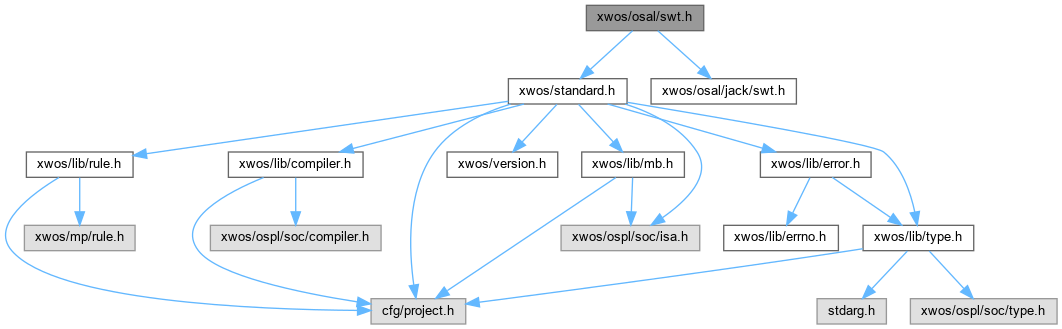 xwos/osal/swt.h
xwos/standard.h
xwos/osal/jack/swt.h
xwos/lib/rule.h
xwos/lib/compiler.h
xwos/version.h
xwos/lib/mb.h
xwos/lib/error.h
xwos/mp/rule.h
xwos/ospl/soc/compiler.h
xwos/ospl/soc/isa.h
xwos/lib/errno.h
xwos/lib/type.h
cfg/project.h
stdarg.h
xwos/ospl/soc/type.h